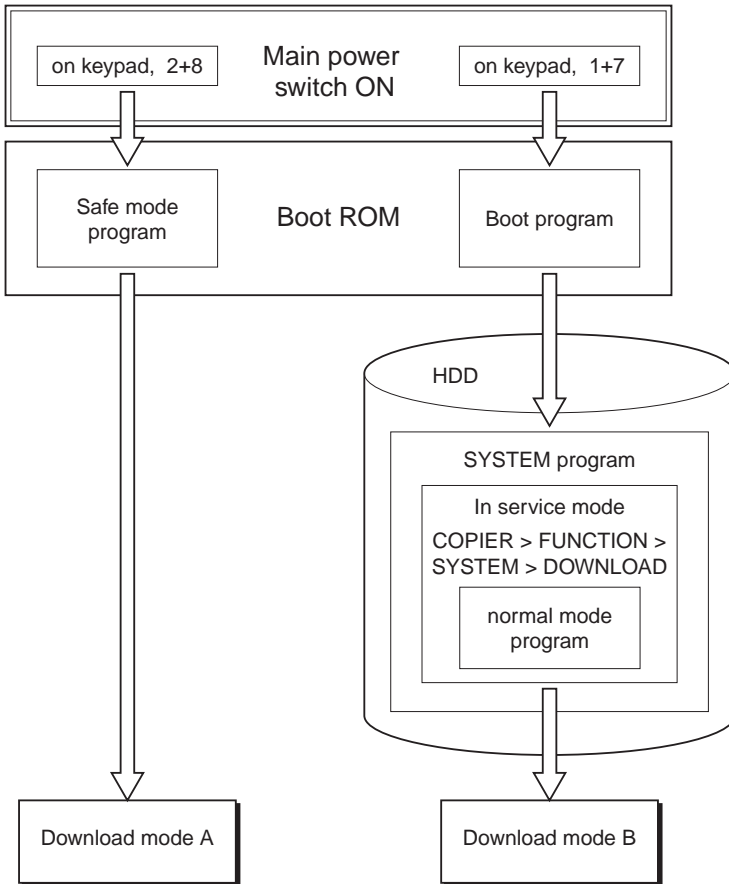 on keypad,  2+8
Main power
switch ON
on keypad,  1+7
Safe mode
program
Boot ROM
Boot program
HDD
SYSTEM program
In service mode
COPIER > FUNCTION >
SYSTEM > DOWNLOAD
normal mode
program
Download mode A
Download mode B